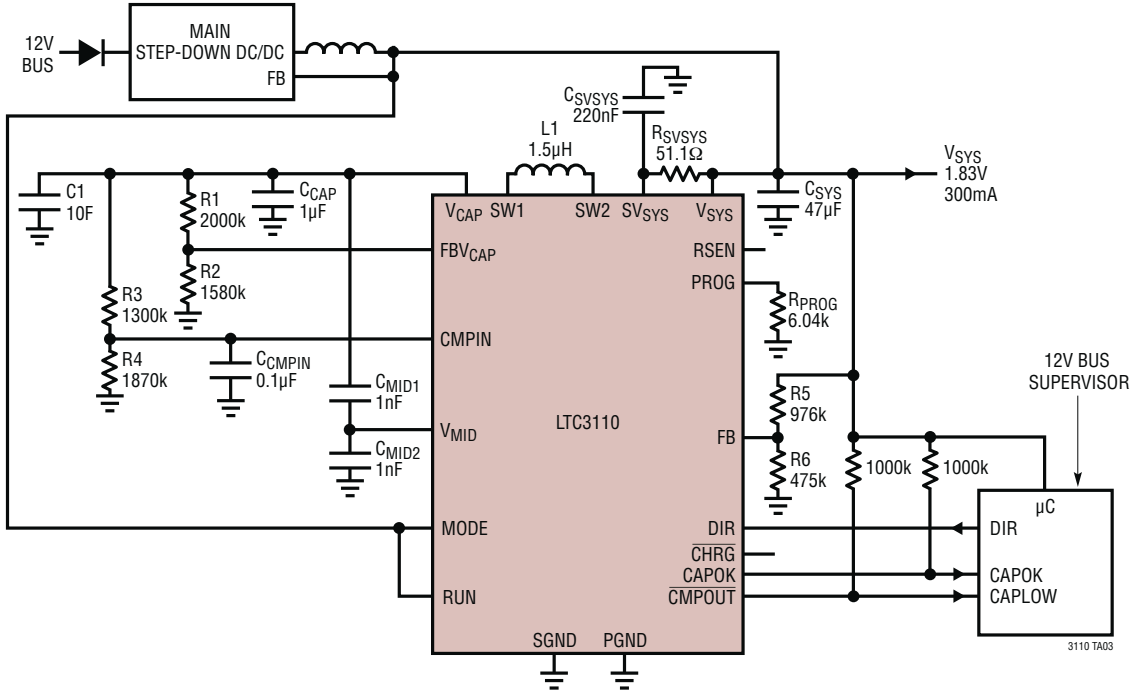 12V
BUS
MAIN
STEP-DOWN DC/DC
FB
C1
10F
R1
2000k
CCAP
1µF
R2
1580k
R3
1300k
R4
1870k
CCMPIN
0.1µF
CMID1
1nF
CMID2
1nF
L1
1.5µH
CSVSYS
220nF
RSVSYS
51.1Ω
VSYS
1.83V
300mA
CSYS
47µF
VCAP
SW1
SW2
SVSYS
VSYS
FBVCAP
CMPIN
VMID
MODE
RUN
LTC3110
SGND
PGND
RSEN
PROG
FB
DIR
CHRG
CAPOK
CMPOUT
RPROG
6.04k
R5
976k
R6
475k
1000k
1000k
12V BUS
SUPERVISOR
µC
DIR
CAPOK
CAPLOW
3110 TA03